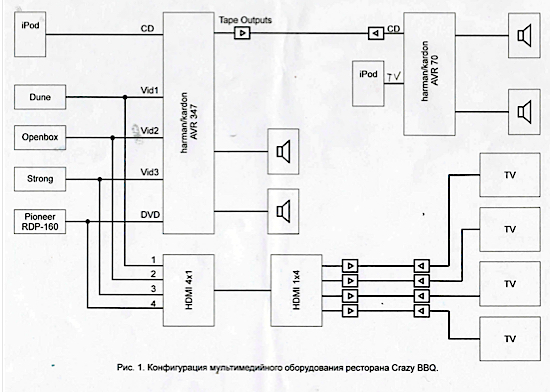 iPod
CD
Tape Outputs
CD
iPod
TV
harman/kardon
AVR 70
harman/kardon
AVR 347
Dune
Vid1
Openbox
Vid2
Strong
Vid3
Pioneer
RDP-160
DVD
TV
TV
TV
TV
1
2
3
4
HDMI 4x1
HDMI 1x4
Рис. 1. Конфигурация мультимедийного оборудования ресторана Crazy BBQ.